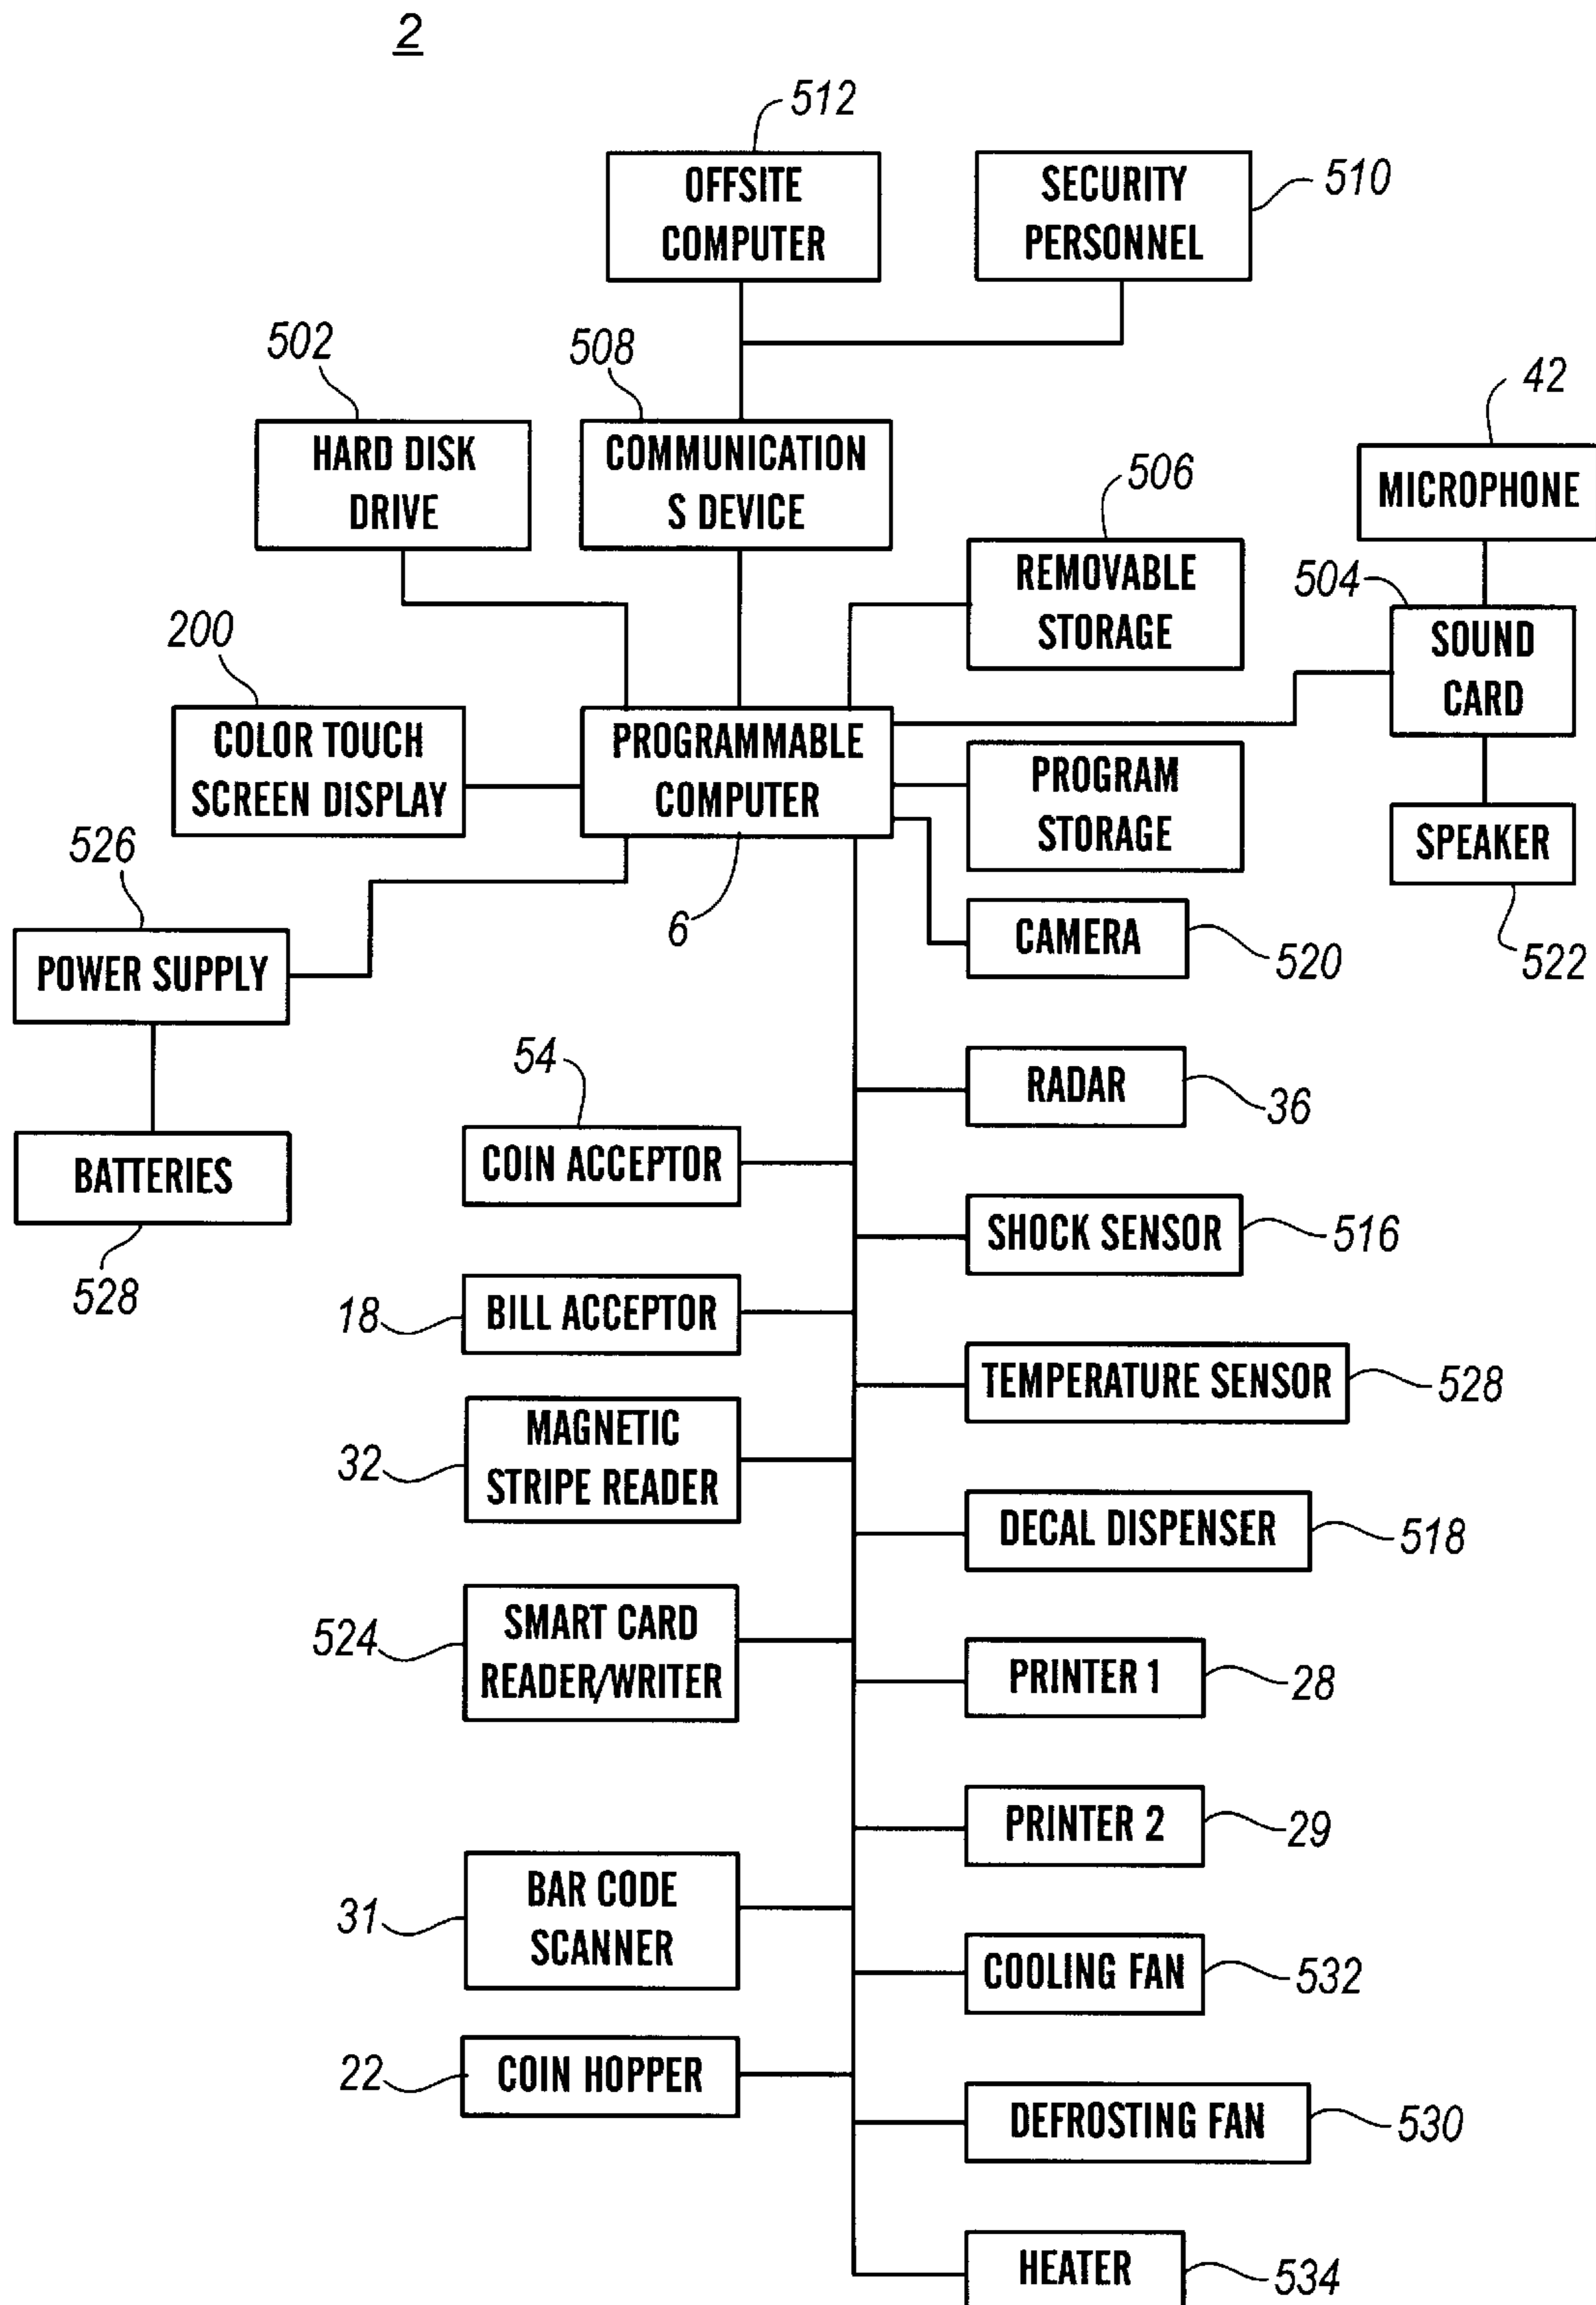 2
512
OFFSITE
COMPUTER
SECURITY
PERSONNEL
510
502
HARD DISK
DRIVE
508
COMMUNICATION
S DEVICE
506
REMOVABLE
STORAGE
42
MICROPHONE
504
SOUND
CARD
200
COLOR TOUCH
SCREEN DISPLAY
PROGRAMMABLE
COMPUTER
6
PROGRAM
STORAGE
SPEAKER
522
526
POWER SUPPLY
CAMERA
520
BATTERIES
528
54
COIN ACCEPTOR
RADAR
36
SHOCK SENSOR
516
18
BILL ACCEPTOR
TEMPERATURE SENSOR
528
32
MAGNETIC
STRIPE READER
DECAL DISPENSER
518
524
SMART CARD
READER/WRITER
PRINTER 1
28
PRINTER 2
29
31
BAR CODE
SCANNER
COOLING FAN
532
22
COIN HOPPER
DEFROSTING FAN
530
HEATER
534